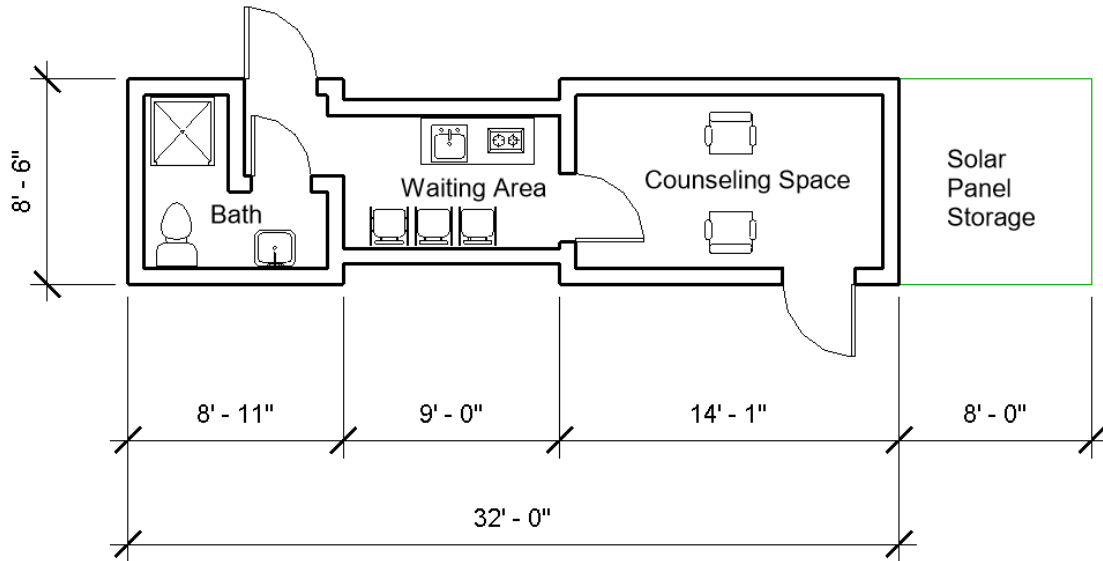 8' - 6"
Bath
Waiting Area
Counseling Space
Solar
Panel
Storage
8' - 11"
9' - 0"
14' - 1"
8' - 0"
32' - 0"